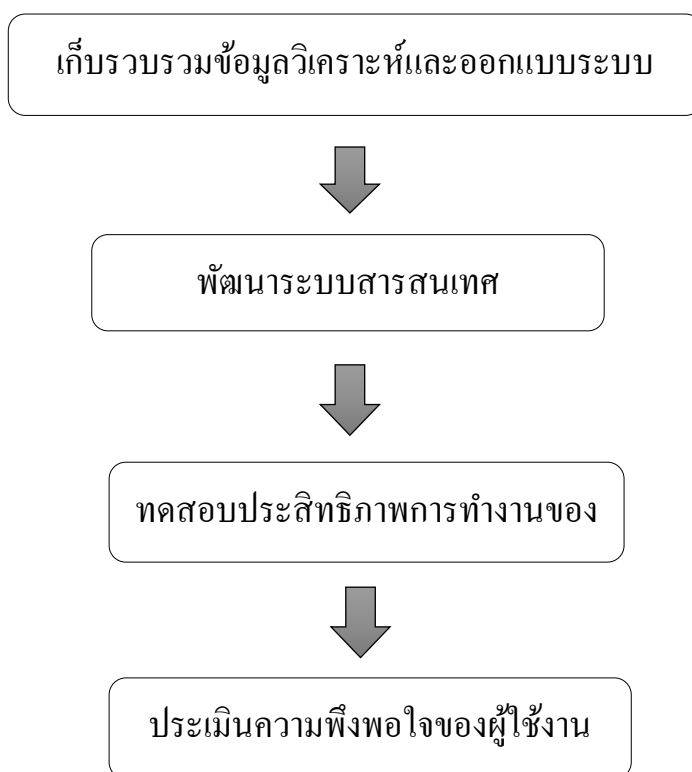 เก็บรวบรวมข้อมูลวิเคราะห์และออกแบบระบบ
พัฒนาระบบสารสนเทศ
ทดสอบประสิทธิภาพการทำงานของ
ประเมินความพึงพอใจของผู้ใช้งาน